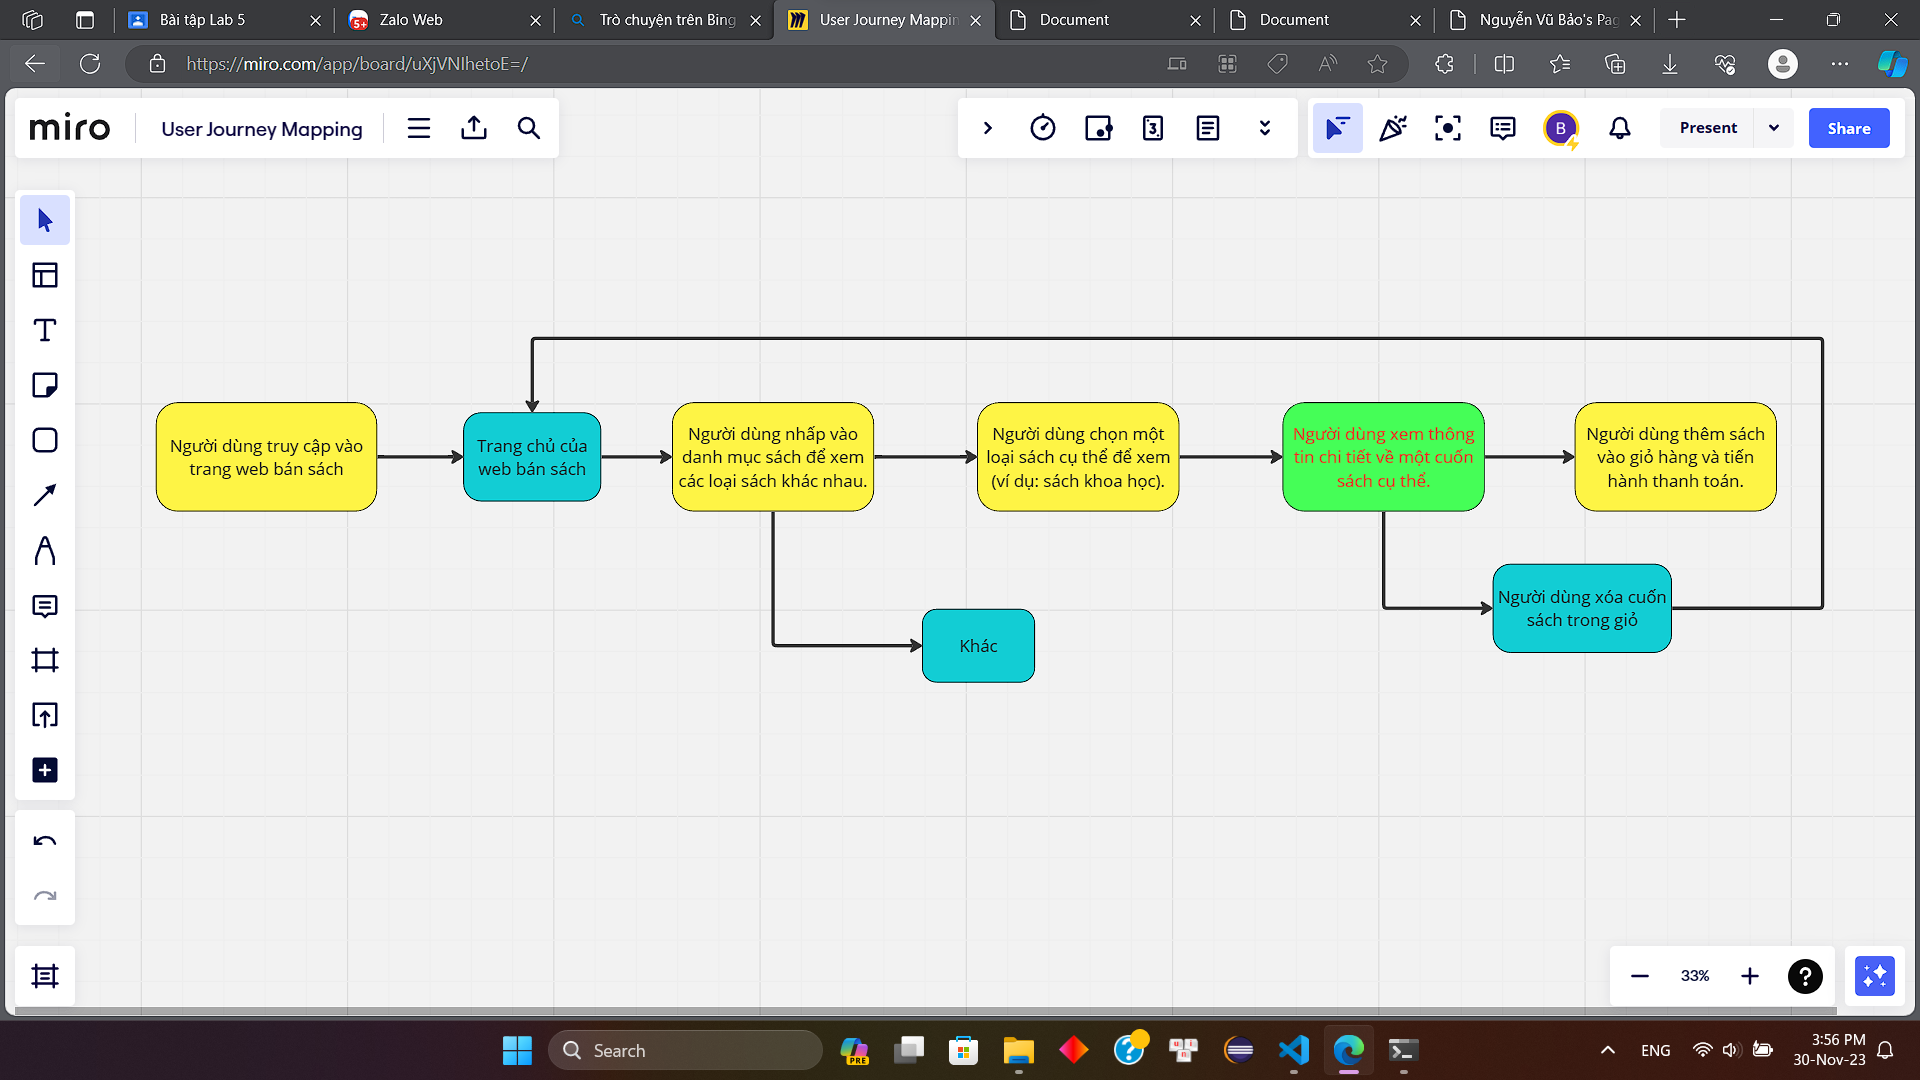 Bài tập Lab 5
Zalo Web
Trò chuyện trên Bing
User Journey Mappin
Document
Document
Nguyễn Vũ Bảo's Pag
https://miro.com/app/board/uXjVNIhetoE=/
miro
User Journey Mapping
3
B
Present
Share
Người dùng truy cập vào
trang web bán sách
Trang chủ của
web bán sách
Người dùng nhấp vào
danh mục sách để xem
các loại sách khác nhau.
Người dùng chọn một
loại sách cụ thể để xem
(ví dụ: sách khoa học).
Người dùng xem thông
tin chi tiết về một cuốn
sách cụ thể.
Người dùng thêm sách
vào giỏ hàng và tiến
hành thanh toán.
Người dùng xóa cuốn
sách trong giỏ
Khác
33%
Search
PRE
ENG
3:56 PM
30-Nov-23